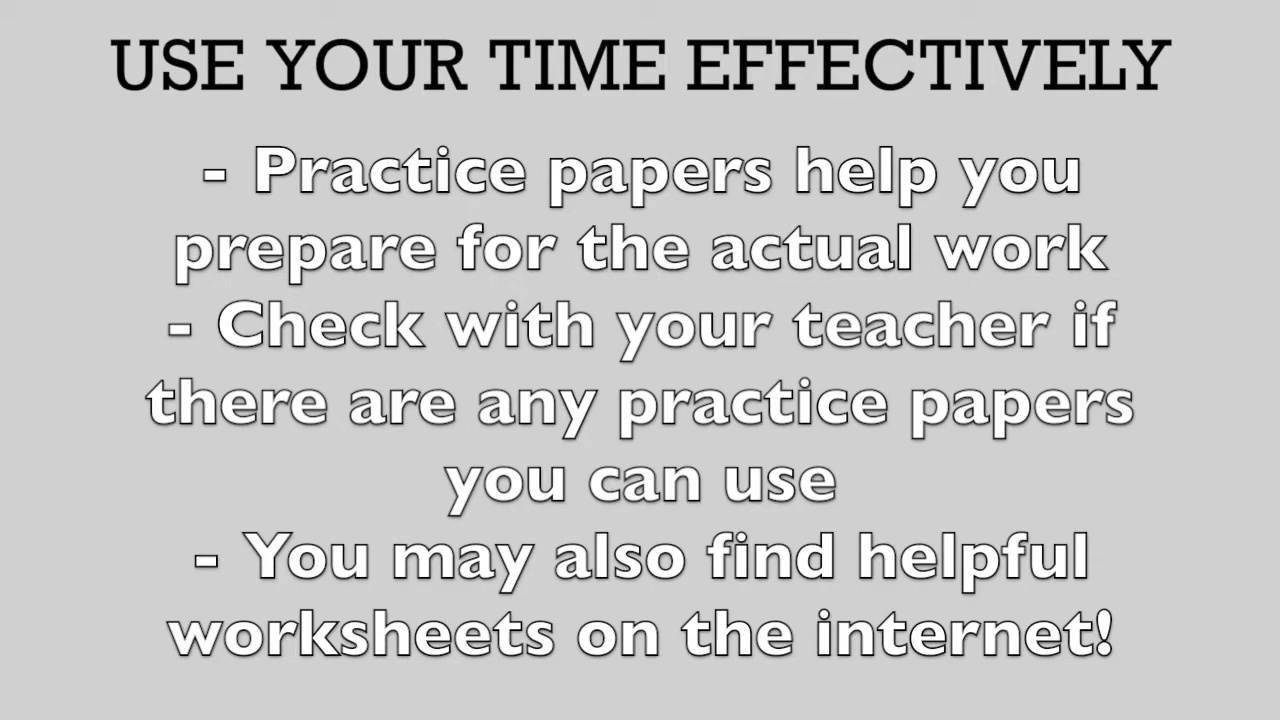 USE YOUR TIME EFFECTIVELY
- Practice papers help you
prepare for the actual work
- Check with your teacher if
there are any practice papers
you can use
- You may also find helpful
worksheets on the internet!